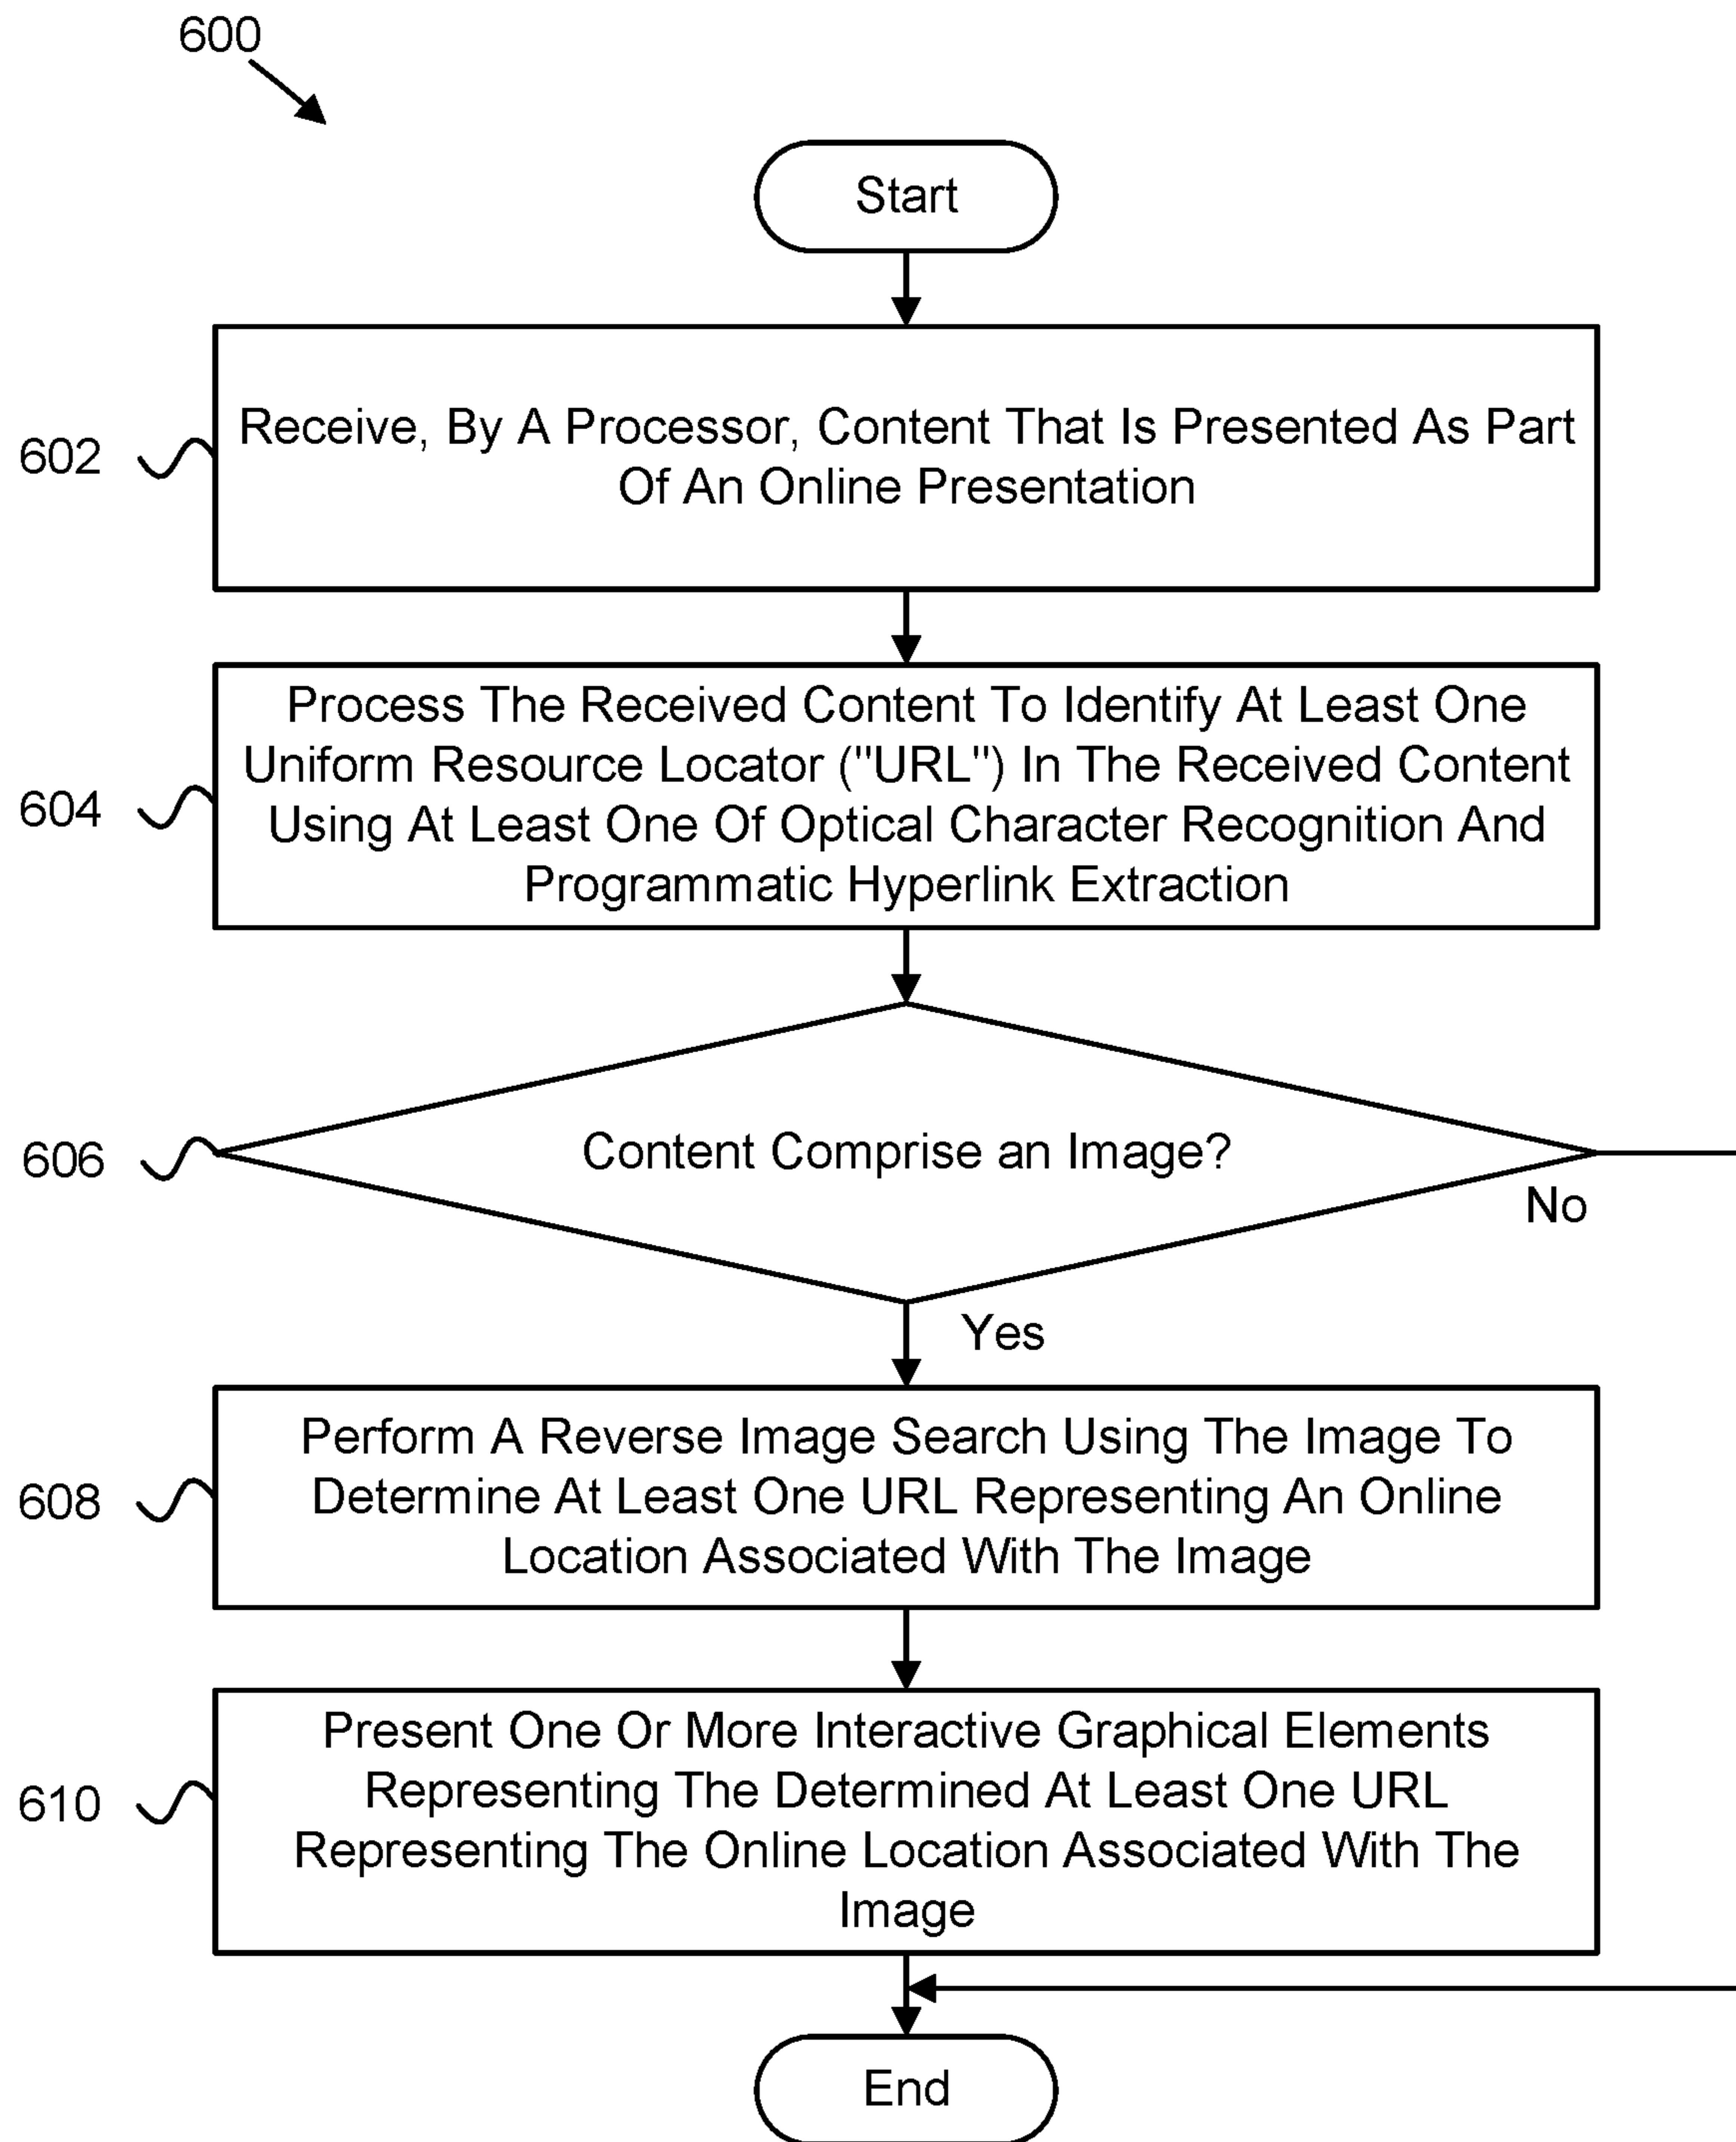 600
Start
602
Receive, By A Processor, Content That Is Presented As Part
Of An Online Presentation
604
Process The Received Content To Identify At Least One
Uniform Resource Locator ("URL") In The Received Content
Using At Least One Of Optical Character Recognition And
Programmatic Hyperlink Extraction
606
Content Comprise an Image?
No
Yes
608
Perform A Reverse Image Search Using The Image To
Determine At Least One URL Representing An Online
Location Associated With The Image
610
Present One Or More Interactive Graphical Elements
Representing The Determined At Least One URL
Representing The Online Location Associated With The
Image
End